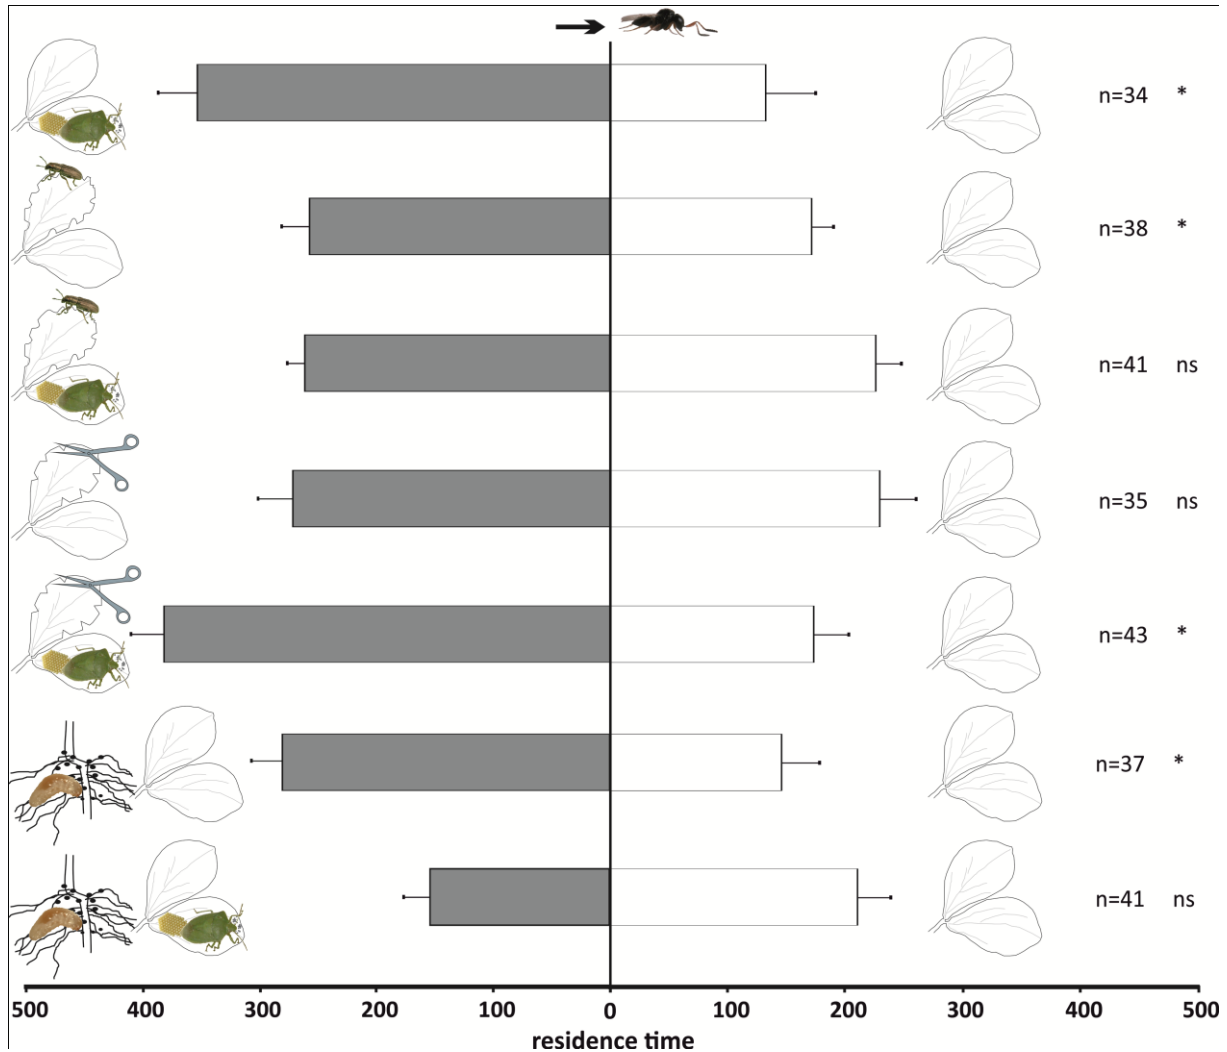 n=34 *
n=38 *
n=41 ns
n=35 ns
n=43 *
n=37 *
n=41 ns
500 400 300 200 100 0 100 200 300 400 500
residence time